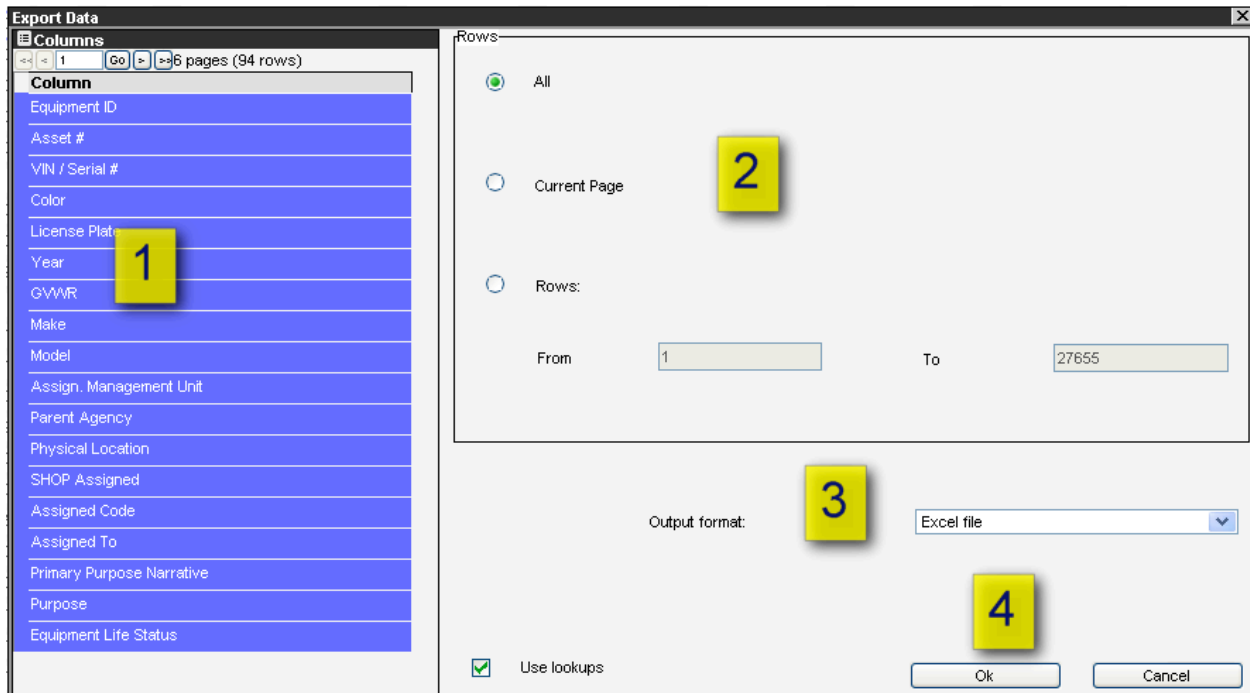 Export Data
Columns
<< < 1 Go > >> 6 pages (94 rows)
Column
Equipment ID
Asset #
VIN / Serial #
Color
License Plate
Year
GVWR
Make
Model
Assign. Management Unit
Parent Agency
Physical Location
SHOP Assigned
Assigned Code
Assigned To
Primary Purpose Narrative
Purpose
Equipment Life Status
1
Rows
All
Current Page
2
Rows:
From 1 To 27655
3
Output format: Excel file
4
Use lookups
Ok Cancel